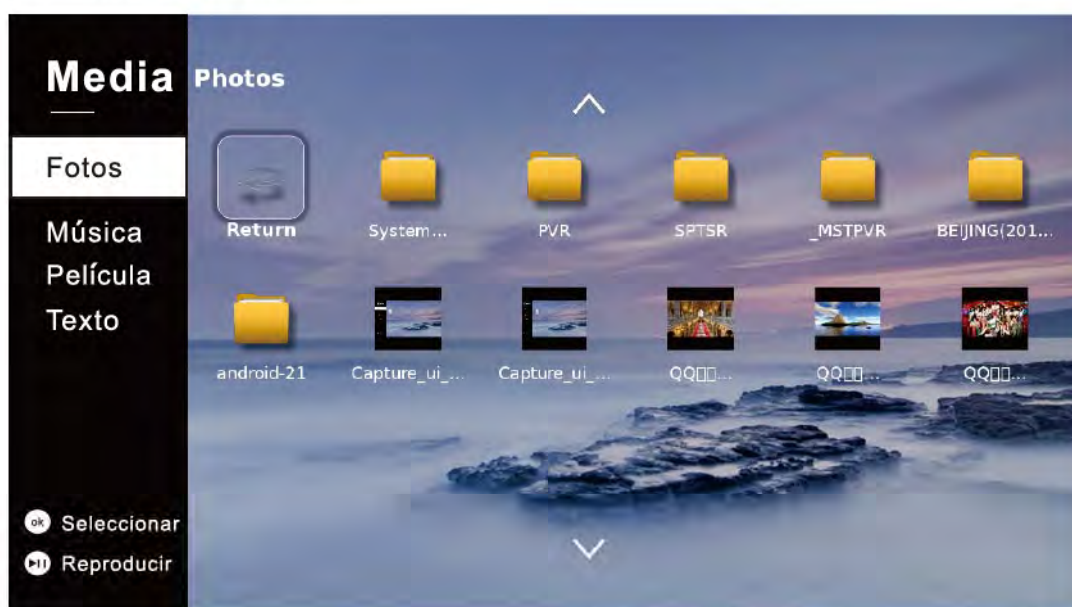 Media
Photos
Fotos
Música
Película
Texto
Return
System...
PVR
SPTSR
_MSTPVR
BEIJING(201...
android-21
Capture_ui_...
Capture_ui_...
QQ□□...
QQ□□...
QQ□□...
ok Seleccionar
Reproducir